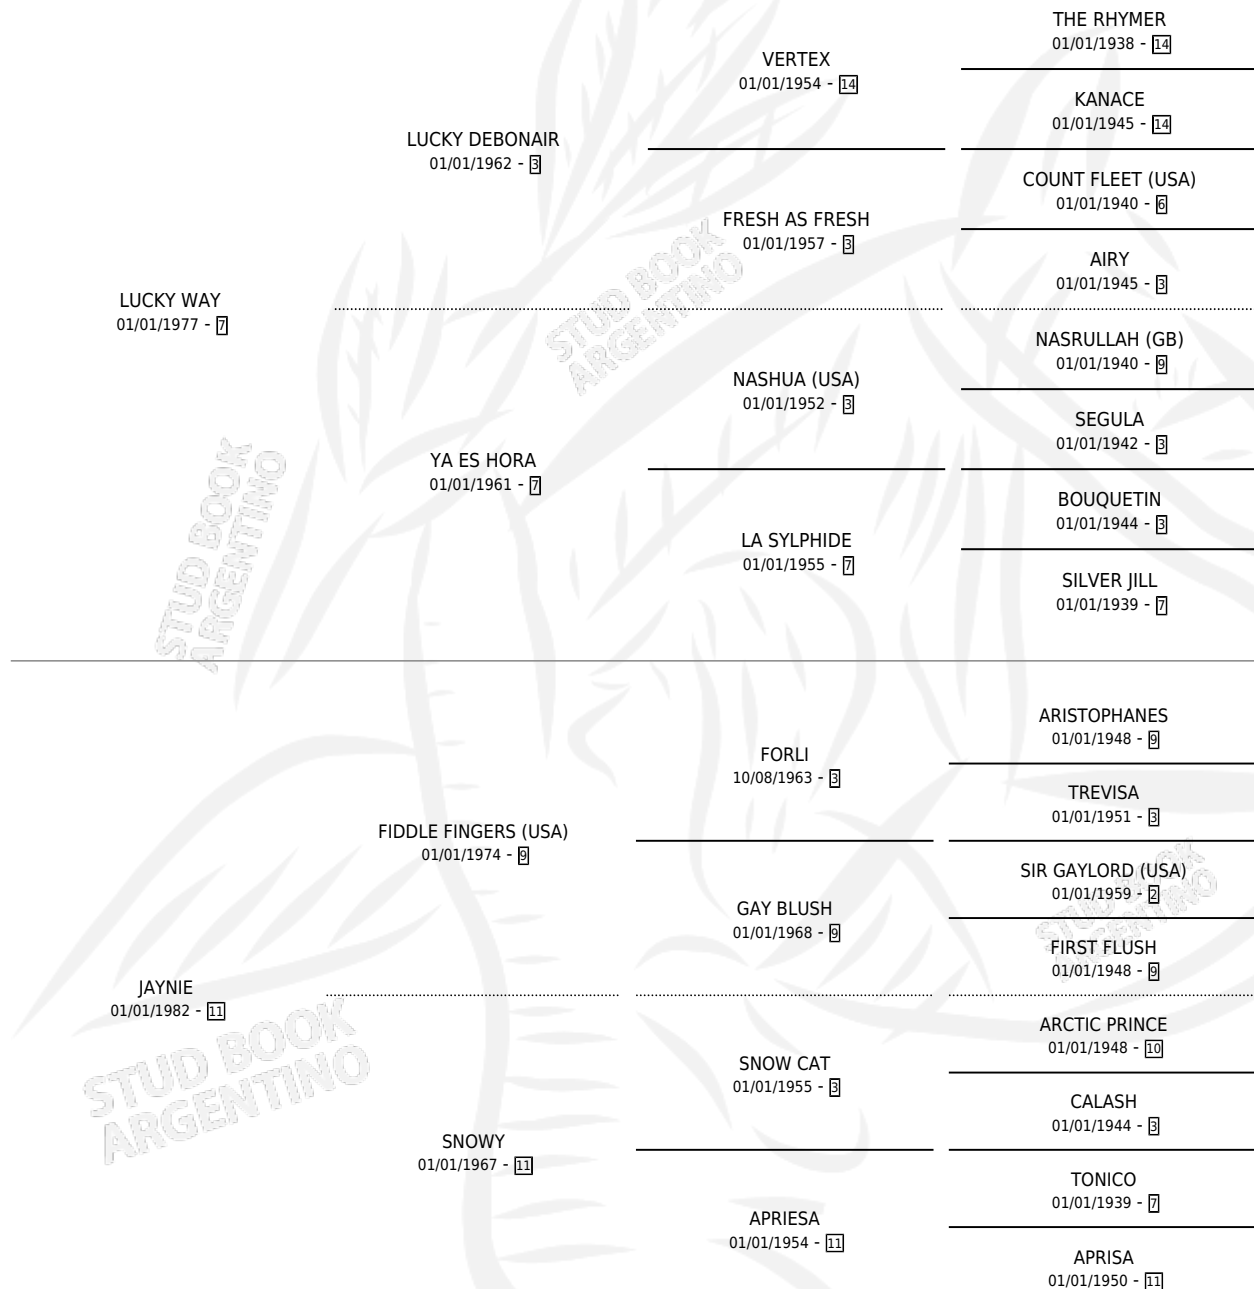 THE RHYMER
01/01/1938 - 14
VERTEX
01/01/1954 - 14
KANACE
01/01/1945 - 14
LUCKY DEBONAIR
01/01/1962 - 3
COUNT FLEET (USA)
01/01/1940 - 6
FRESH AS FRESH
01/01/1957 - 3
AIRY
01/01/1945 - 3
LUCKY WAY
01/01/1977 - 7
NASRULLAH (GB)
01/01/1940 - 9
NASHUA (USA)
01/01/1952 - 3
SEGULA
01/01/1942 - 3
YA ES HORA
01/01/1961 - 7
BOUQUETIN
01/01/1944 - 3
LA SYLPHIDE
01/01/1955 - 7
SILVER JILL
01/01/1939 - 7
ARISTOPHANES
01/01/1948 - 9
FORLI
10/08/1963 - 3
TREVISA
01/01/1951 - 3
FIDDLE FINGERS (USA)
01/01/1974 - 9
SIR GAYLORD (USA)
01/01/1959 - 2
GAY BLUSH
01/01/1968 - 9
FIRST FLUSH
01/01/1948 - 9
JAYNIE
01/01/1982 - 11
ARCTIC PRINCE
01/01/1948 - 10
SNOW CAT
01/01/1955 - 3
CALASH
01/01/1944 - 3
SNOWY
01/01/1967 - 11
TONICO
01/01/1939 - 7
APRIESA
01/01/1954 - 11
APRISA
01/01/1950 - 11
STUD BOOK
ARGENTINO
STUD BOOK
ARGENTINO
STUD BOOK
ARGENTINO
STUD BOOK
ARGENTINO